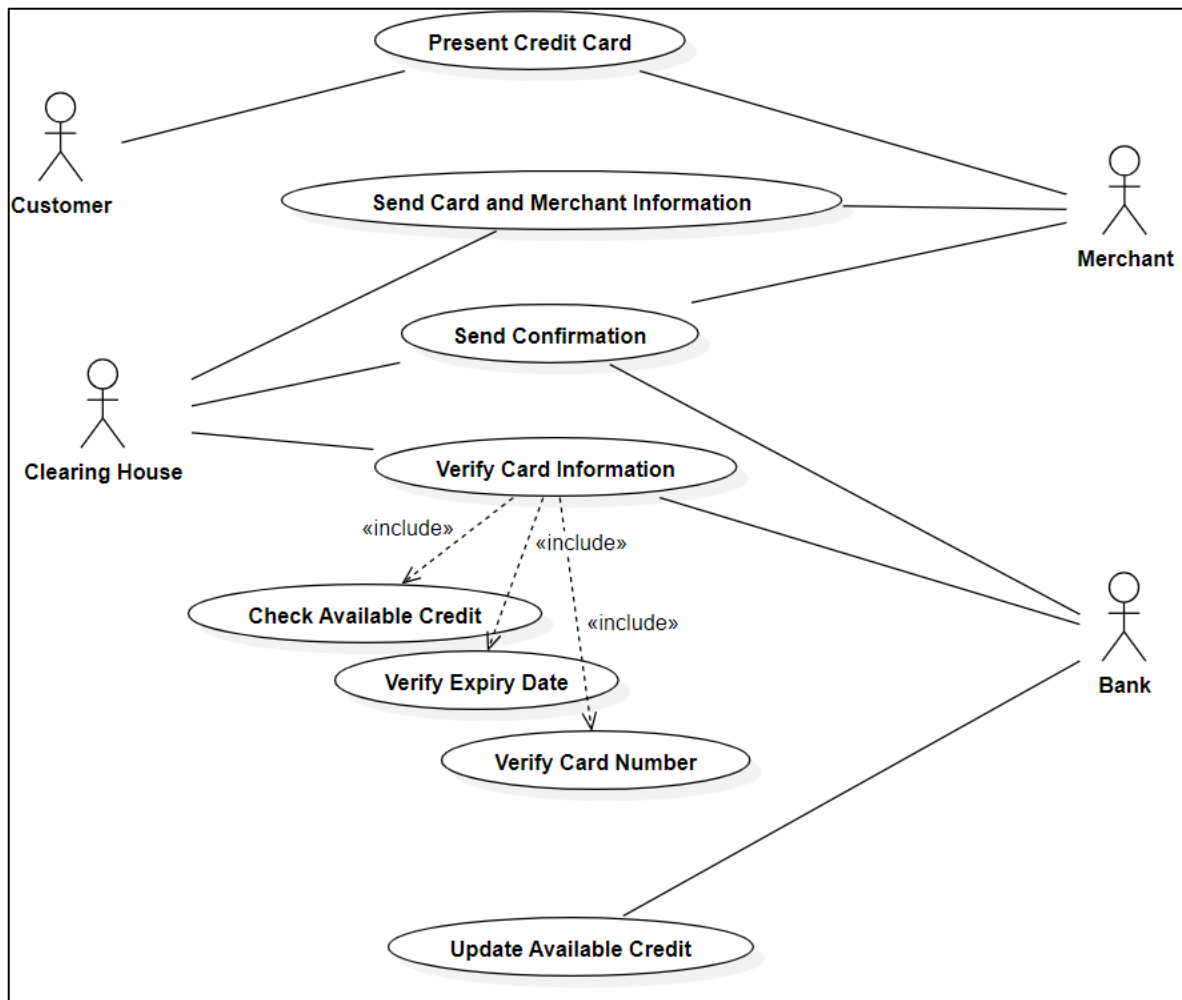 Present Credit Card
Customer
Send Card and Merchant Information
Merchant
Send Confirmation
Clearing House
Verify Card Information
«include»
«include»
Check Available Credit
«include»
Verify Expiry Date
Bank
Verify Card Number
Update Available Credit